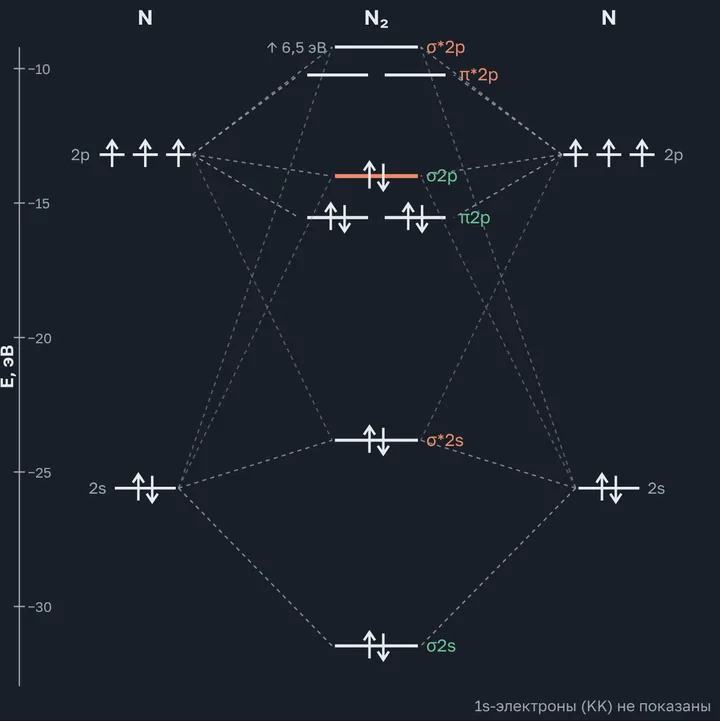 N N₂ N
↑ 6,5 эВ σ*2p
π*2p
−10
2p 2p
σ2p
−15
π2p
−20
E, эВ
σ*2s
−25
2s 2s
−30
σ2s
1s-электроны (KK) не показаны